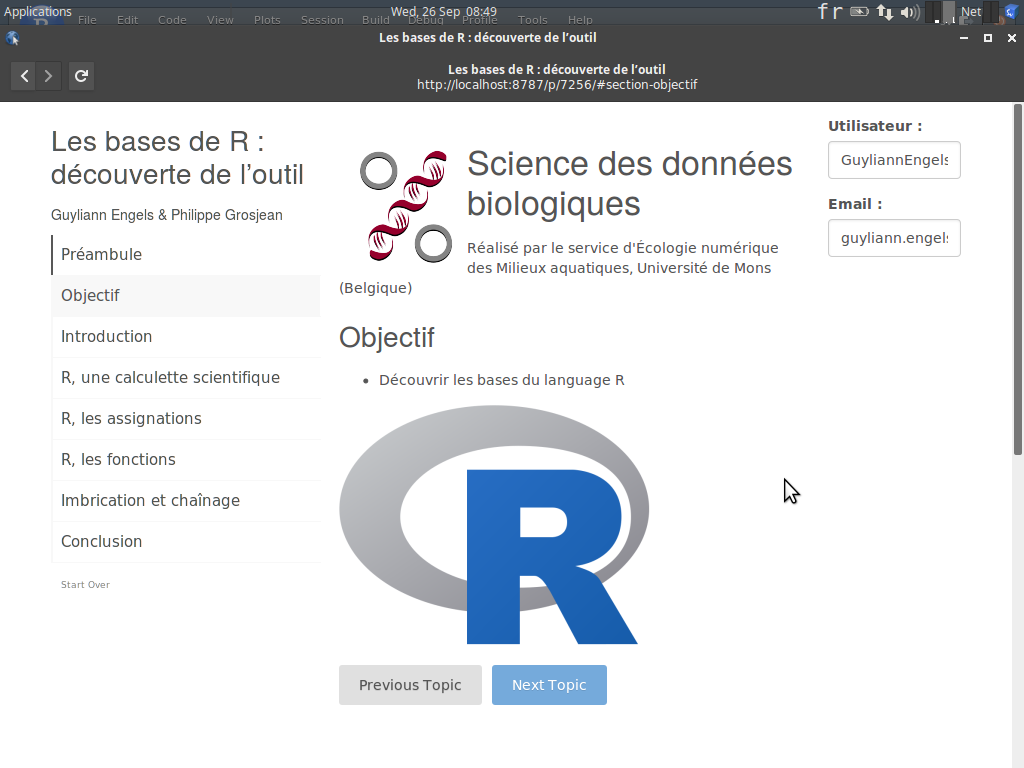 Applications
Wed, 26 Sep 08:49
fr
Net
File Edit Code View Plots Session Build Debug Profile Tools Help
Les bases de R : découverte de l’outil
Les bases de R : découverte de l’outil
http://localhost:8787/p/7256/#section-objectif
Les bases de R :
découverte de l’outil
Guyliann Engels & Philippe Grosjean
Préambule
Objectif
Introduction
R, une calculette scientifique
R, les assignations
R, les fonctions
Imbrication et chaînage
Conclusion
Start Over
Science des données
biologiques
Réalisé par le service d'Écologie numérique
des Milieux aquatiques, Université de Mons
(Belgique)
Objectif
• Découvrir les bases du language R
R
Previous Topic
Next Topic
Utilisateur :
GuyliannEngels
Email :
guyliann.engels